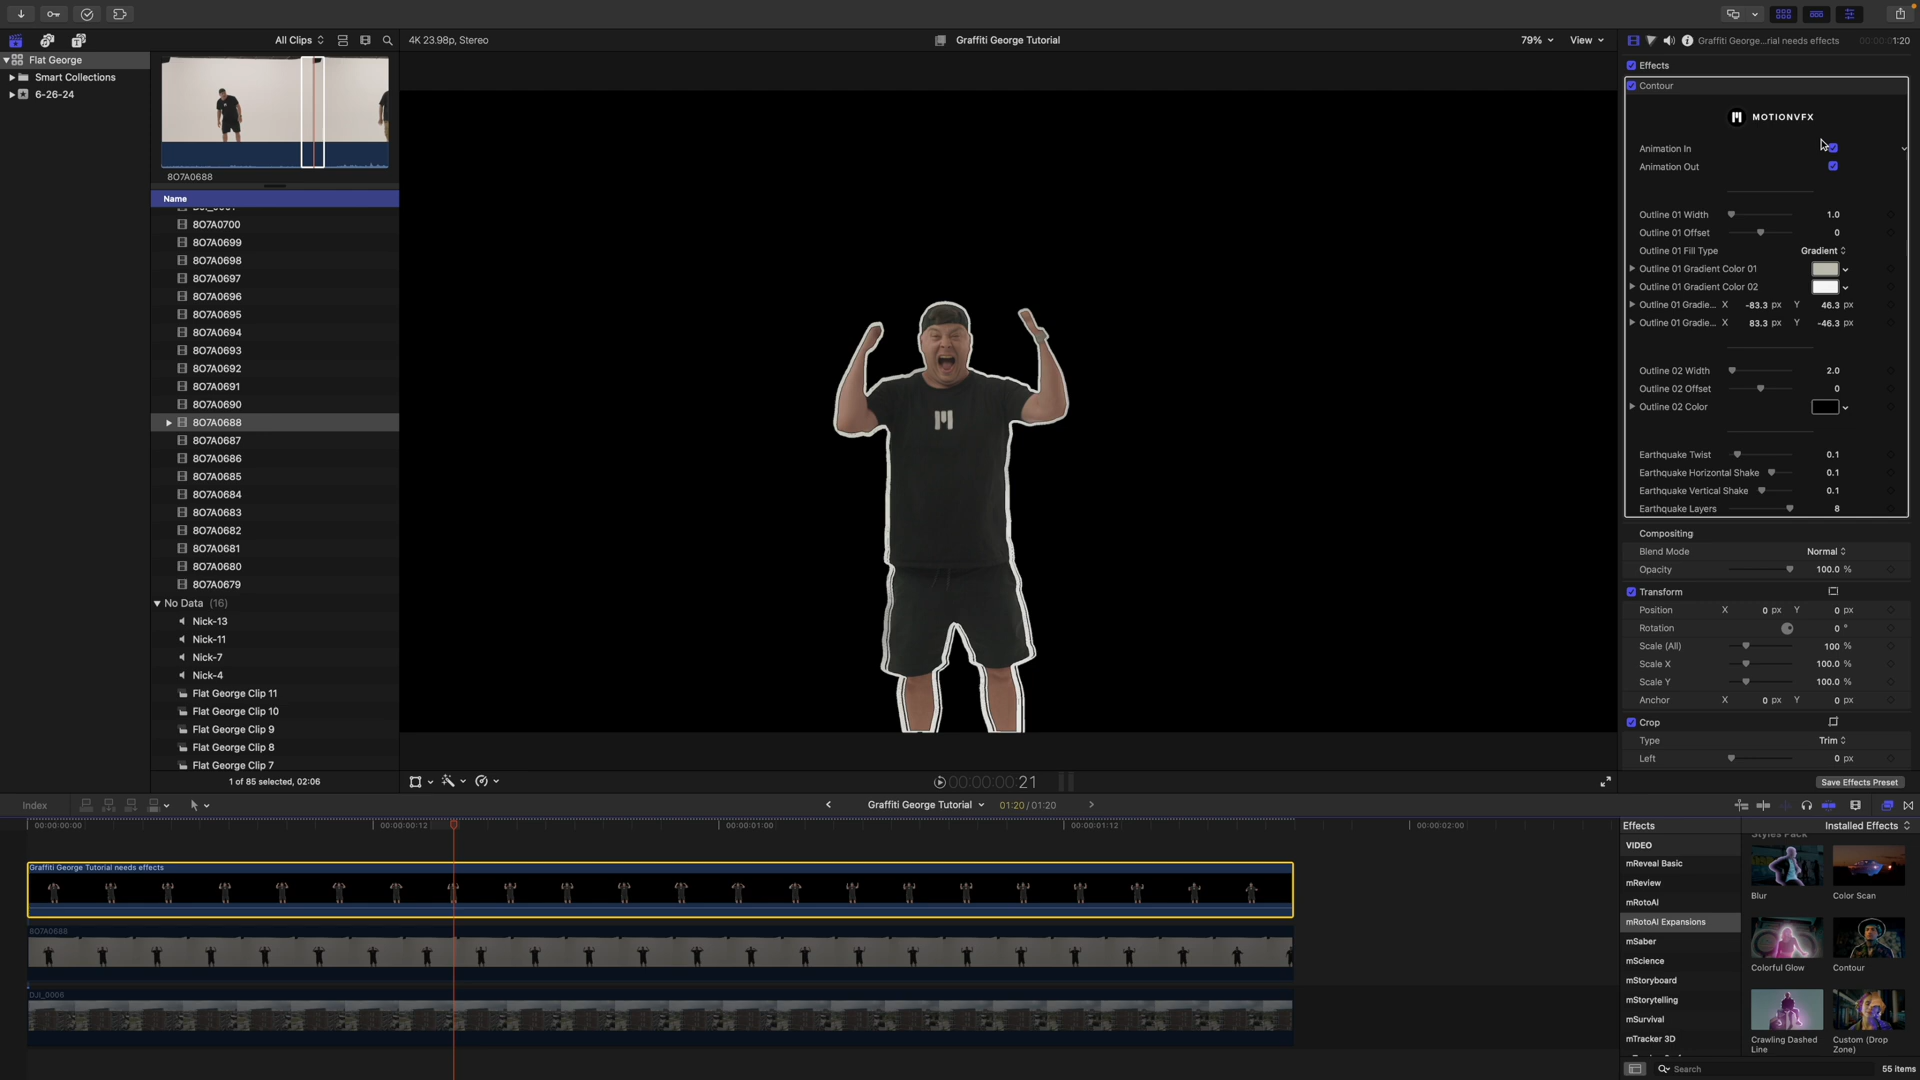 All Clips
4K 23.98p, Stereo
Graffiti George Tutorial
79%
View
Graffiti George...rial needs effects
00:00:00:01:20
Flat George
Smart Collections
6-26-24
8O7A0688
Effects
Contour
MOTIONVFX
Animation In
Animation Out
Outline 01 Width 1.0
Outline 01 Offset 0
Outline 01 Fill Type Gradient
Outline 01 Gradient Color 01
Outline 01 Gradient Color 02
Outline 01 Gradie... X -83.3 px Y 46.3 px
Outline 01 Gradie... X 83.3 px Y -46.3 px
Outline 02 Width 2.0
Outline 02 Offset 0
Outline 02 Color
Earthquake Twist 0.1
Earthquake Horizontal Shake 0.1
Earthquake Vertical Shake 0.1
Earthquake Layers 8
Compositing
Blend Mode Normal
Opacity 100.0 %
Transform
Position X 0 px Y 0 px
Rotation 0 °
Scale (All) 100 %
Scale X 100.0 %
Scale Y 100.0 %
Anchor X 0 px Y 0 px
Crop
Type Trim
Left 0 px
Save Effects Preset
Name
8O7A0700
8O7A0699
8O7A0698
8O7A0697
8O7A0696
8O7A0695
8O7A0694
8O7A0693
8O7A0692
8O7A0691
8O7A0690
8O7A0688
8O7A0687
8O7A0686
8O7A0685
8O7A0684
8O7A0683
8O7A0682
8O7A0681
8O7A0680
8O7A0679
No Data (16)
Nick-13
Nick-11
Nick-7
Nick-4
Flat George Clip 11
Flat George Clip 10
Flat George Clip 9
Flat George Clip 8
Flat George Clip 7
1 of 85 selected, 02:06
00:00:00:21
Index
Graffiti George Tutorial
01:20 / 01:20
00:00:00:00
00:00:00:12
00:00:01:00
00:00:01:12
00:00:02:00
Graffiti George Tutorial needs effects
8O7A0688
DJI_0008
Effects
Installed Effects
VIDEO
mReveal Basic
mReview
mRotoAI
mRotoAI Expansions
mSaber
mScience
mStoryboard
mStorytelling
mSurvival
mTracker 3D
Styles Pack
Blur
Color Scan
Colorful Glow
Contour
Crawling Dashed Line
Custom (Drop Zone)
Search
55 items